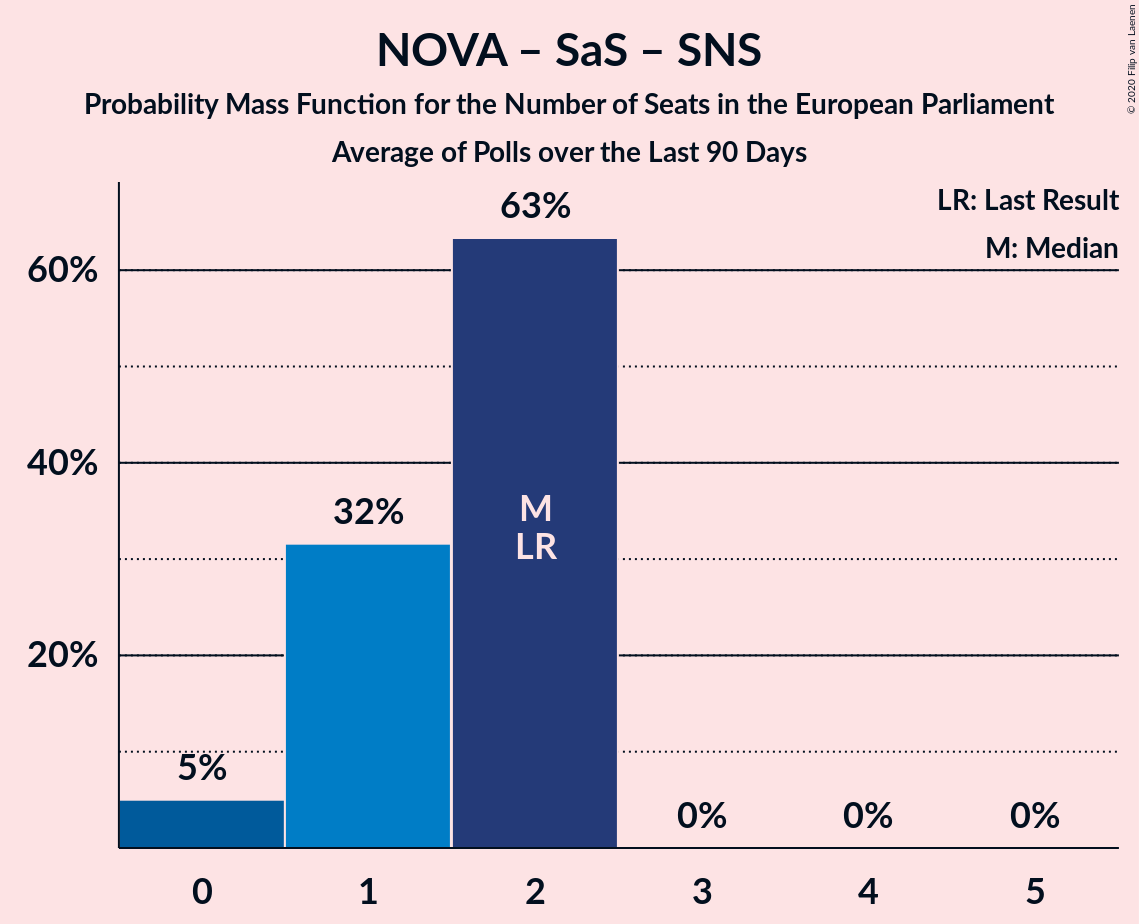 NOVA – SaS – SNS
Probability Mass Function for the Number of Seats in the European Parliament
Average of Polls over the Last 90 Days
© 2020 Filip van Laenen
LR: Last Result
M: Median
63%
60%
40%
32%
M
LR
20%
5%
0%
0%
0%
0
1
2
3
4
5